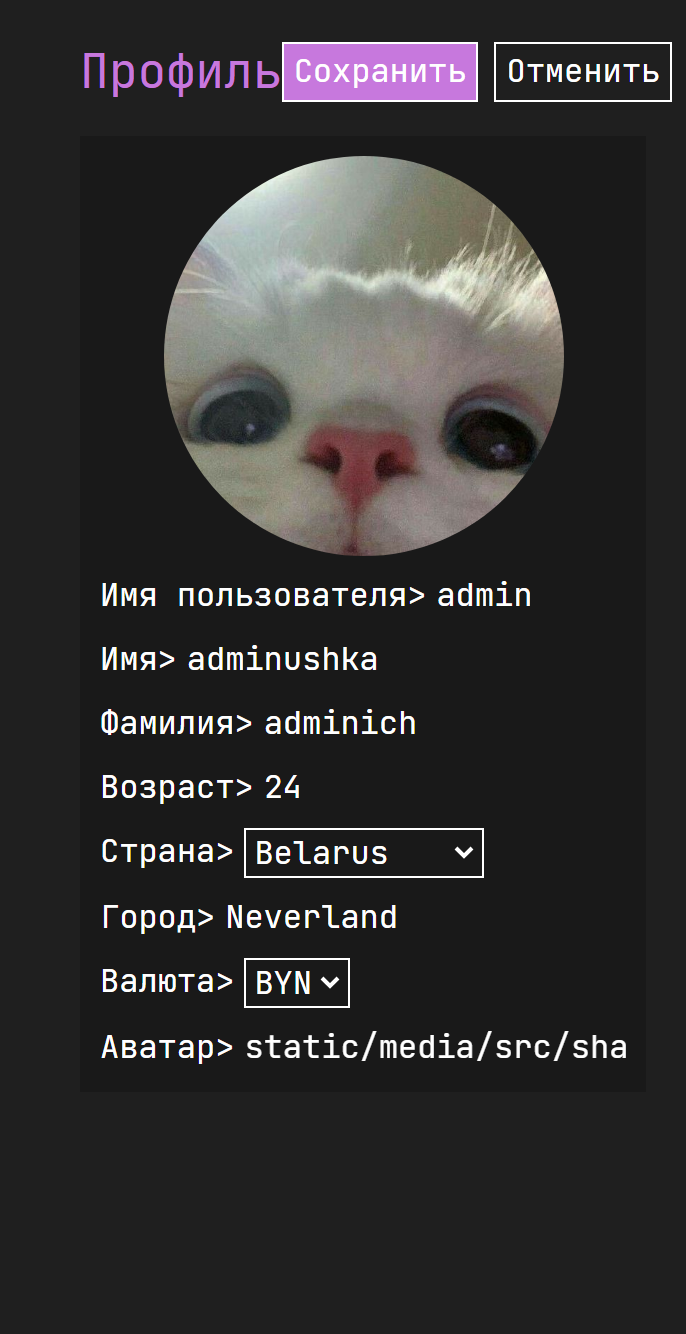 Профиль Сохранить Отменить
Имя пользователя> admin
Имя> adminushka
Фамилия> adminich
Возраст> 24
Страна> Belarus
Город> Neverland
Валюта> BYN
Аватар> static/media/src/sha